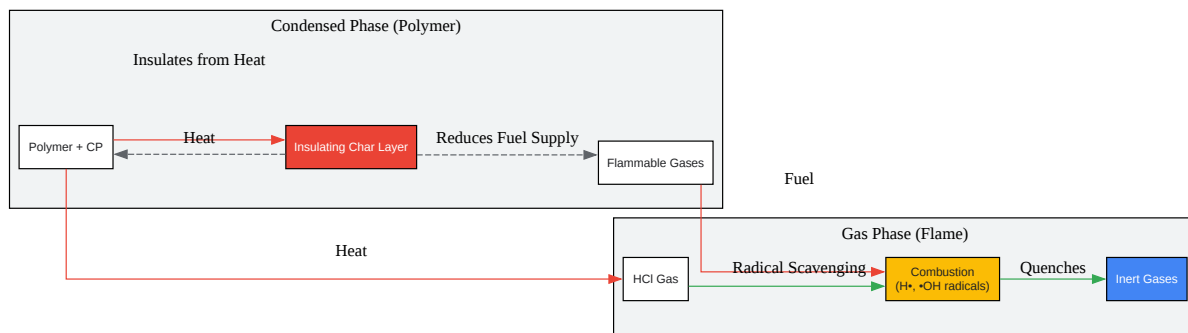 Condensed Phase (Polymer)
Insulates from Heat
Polymer + CP
Heat
Insulating Char Layer
Reduces Fuel Supply
Flammable Gases
Fuel
Heat
Gas Phase (Flame)
HCl Gas
Radical Scavenging
Combustion
(H•, •OH radicals)
Quenches
Inert Gases